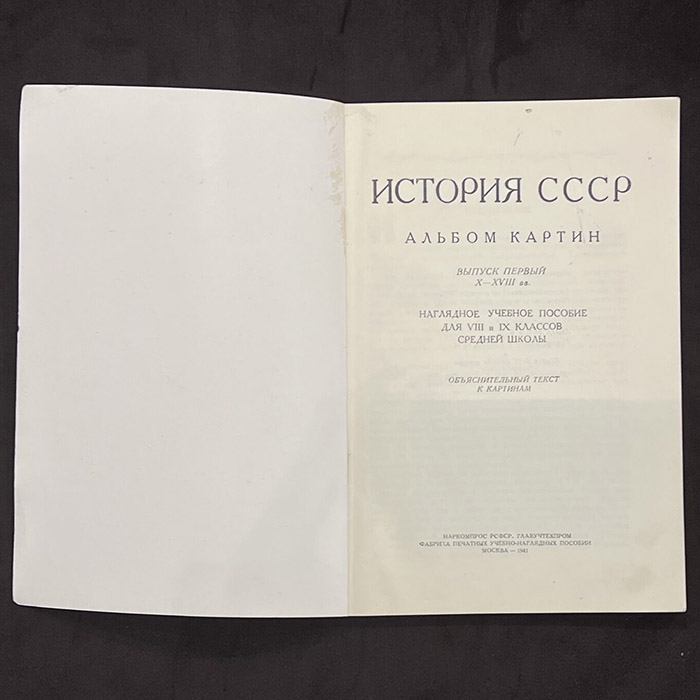 ИСТОРИЯ СССР
АЛЬБОМ КАРТИН
ВЫПУСК ПЕРВЫЙ
X—XVIII вв.
НАГЛЯДНОЕ УЧЕБНОЕ ПОСОБИЕ
ДЛЯ VIII и IX КЛАССОВ
СРЕДНЕЙ ШКОЛЫ
ОБЪЯСНИТЕЛЬНЫЙ ТЕКСТ
К КАРТИНАМ
НАРКОМПРОС РСФСР. ГЛАВУЧТЕХПРОМ
ФАБРИКА ПЕЧАТНЫХ УЧЕБНО-НАГЛЯДНЫХ ПОСОБИЙ
МОСКВА — 1941